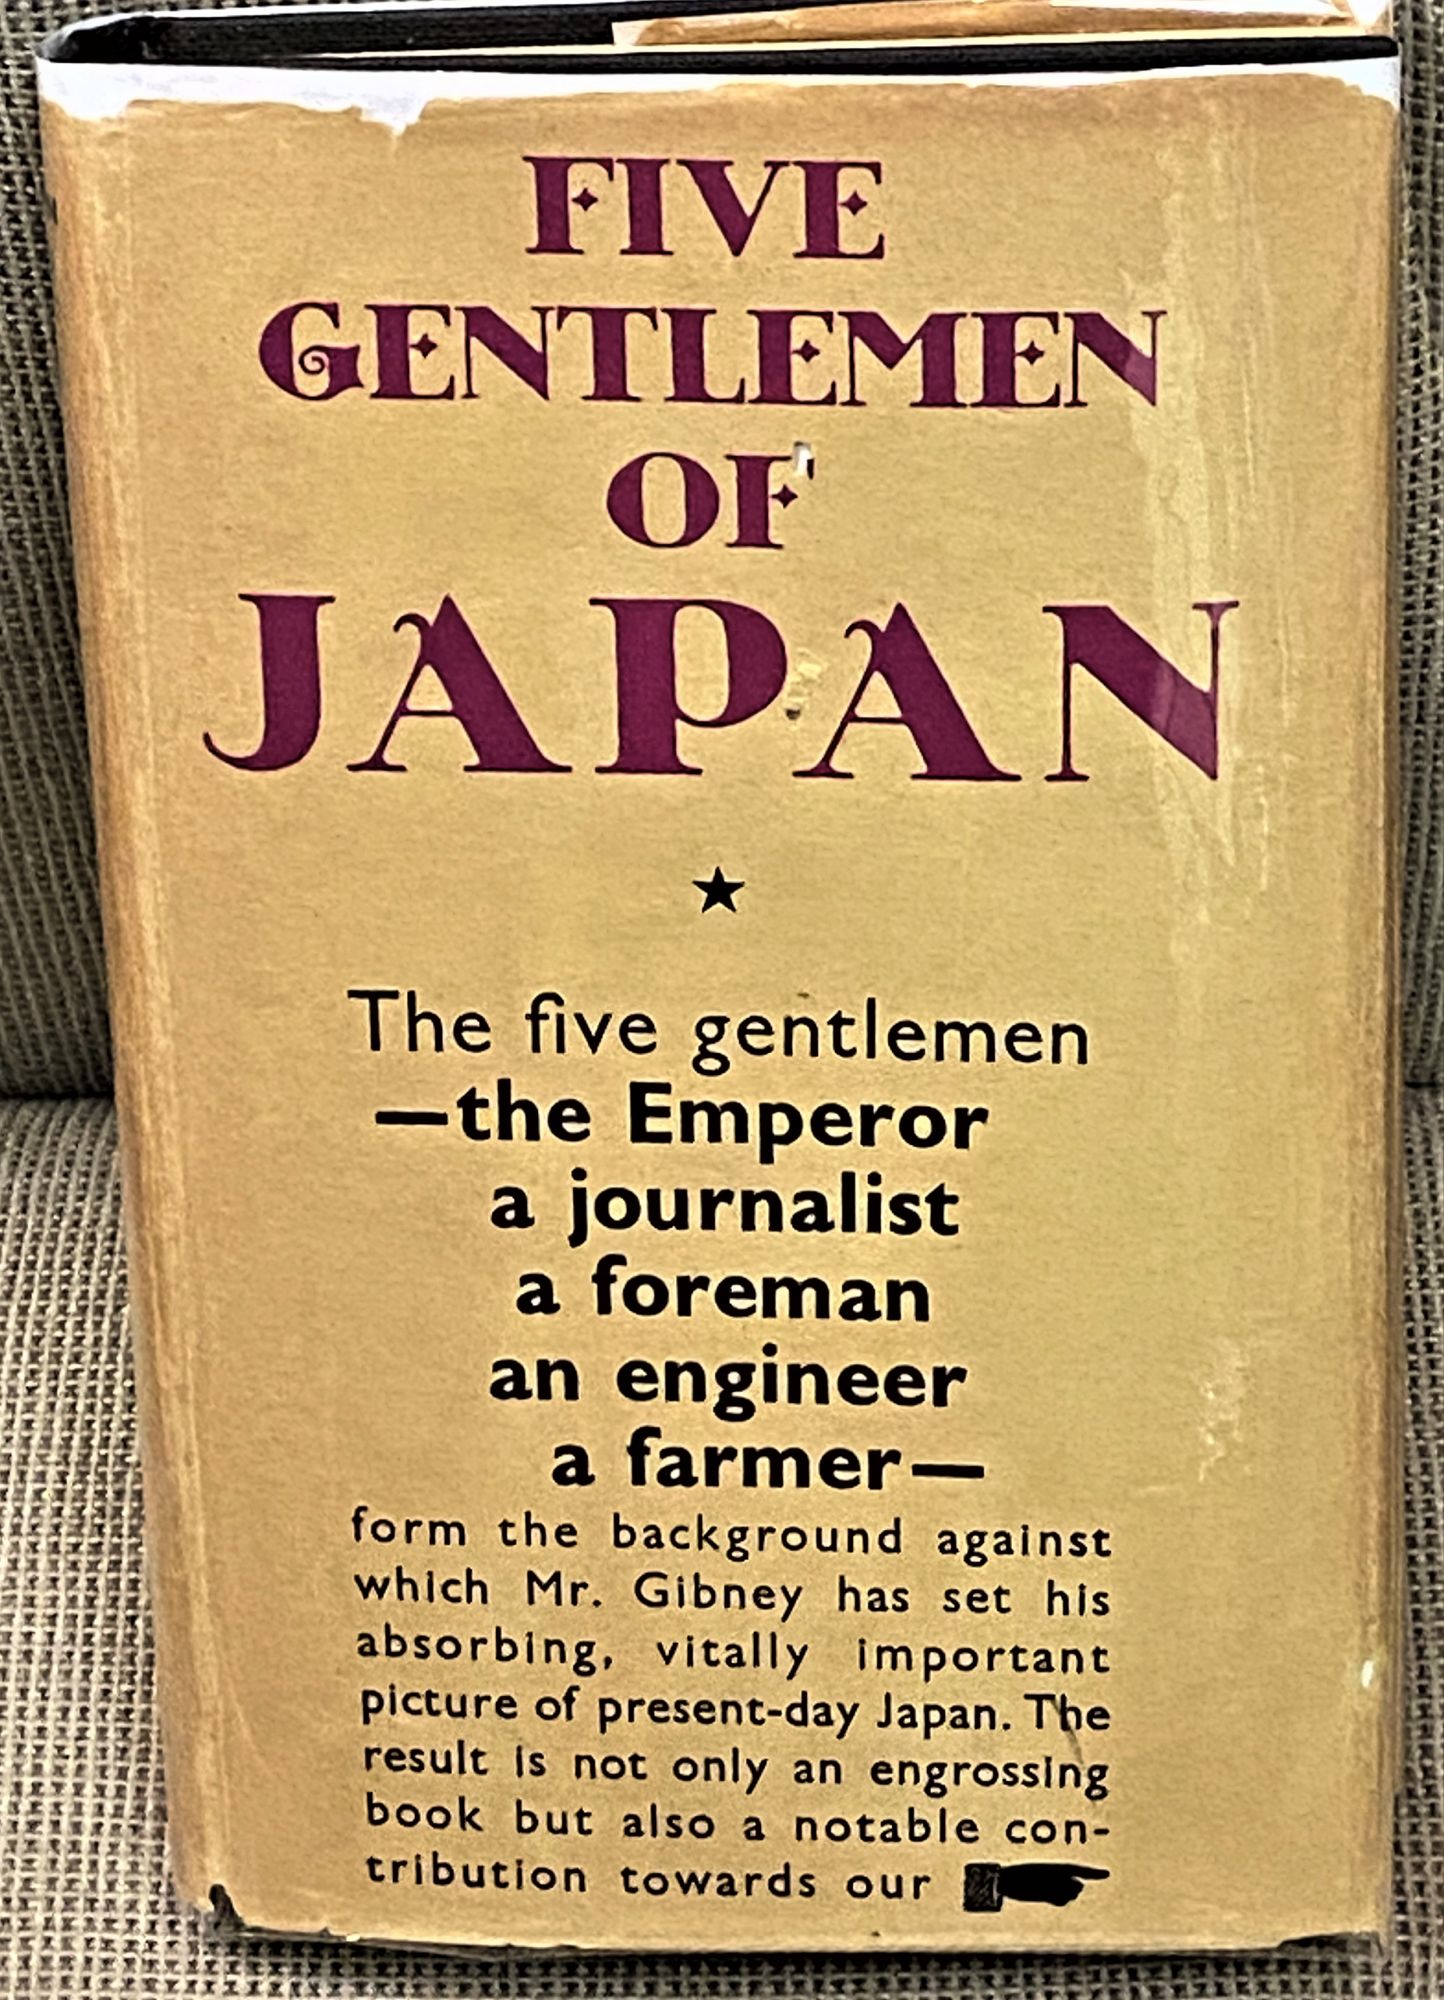 FIVE
GENTLEMEN
OF
JAPAN
★
The five gentlemen
—the Emperor
a journalist
a foreman
an engineer
a farmer—
form the background against
which Mr. Gibney has set his
absorbing, vitally important
picture of present-day Japan. The
result is not only an engrossing
book but also a notable con-
tribution towards our